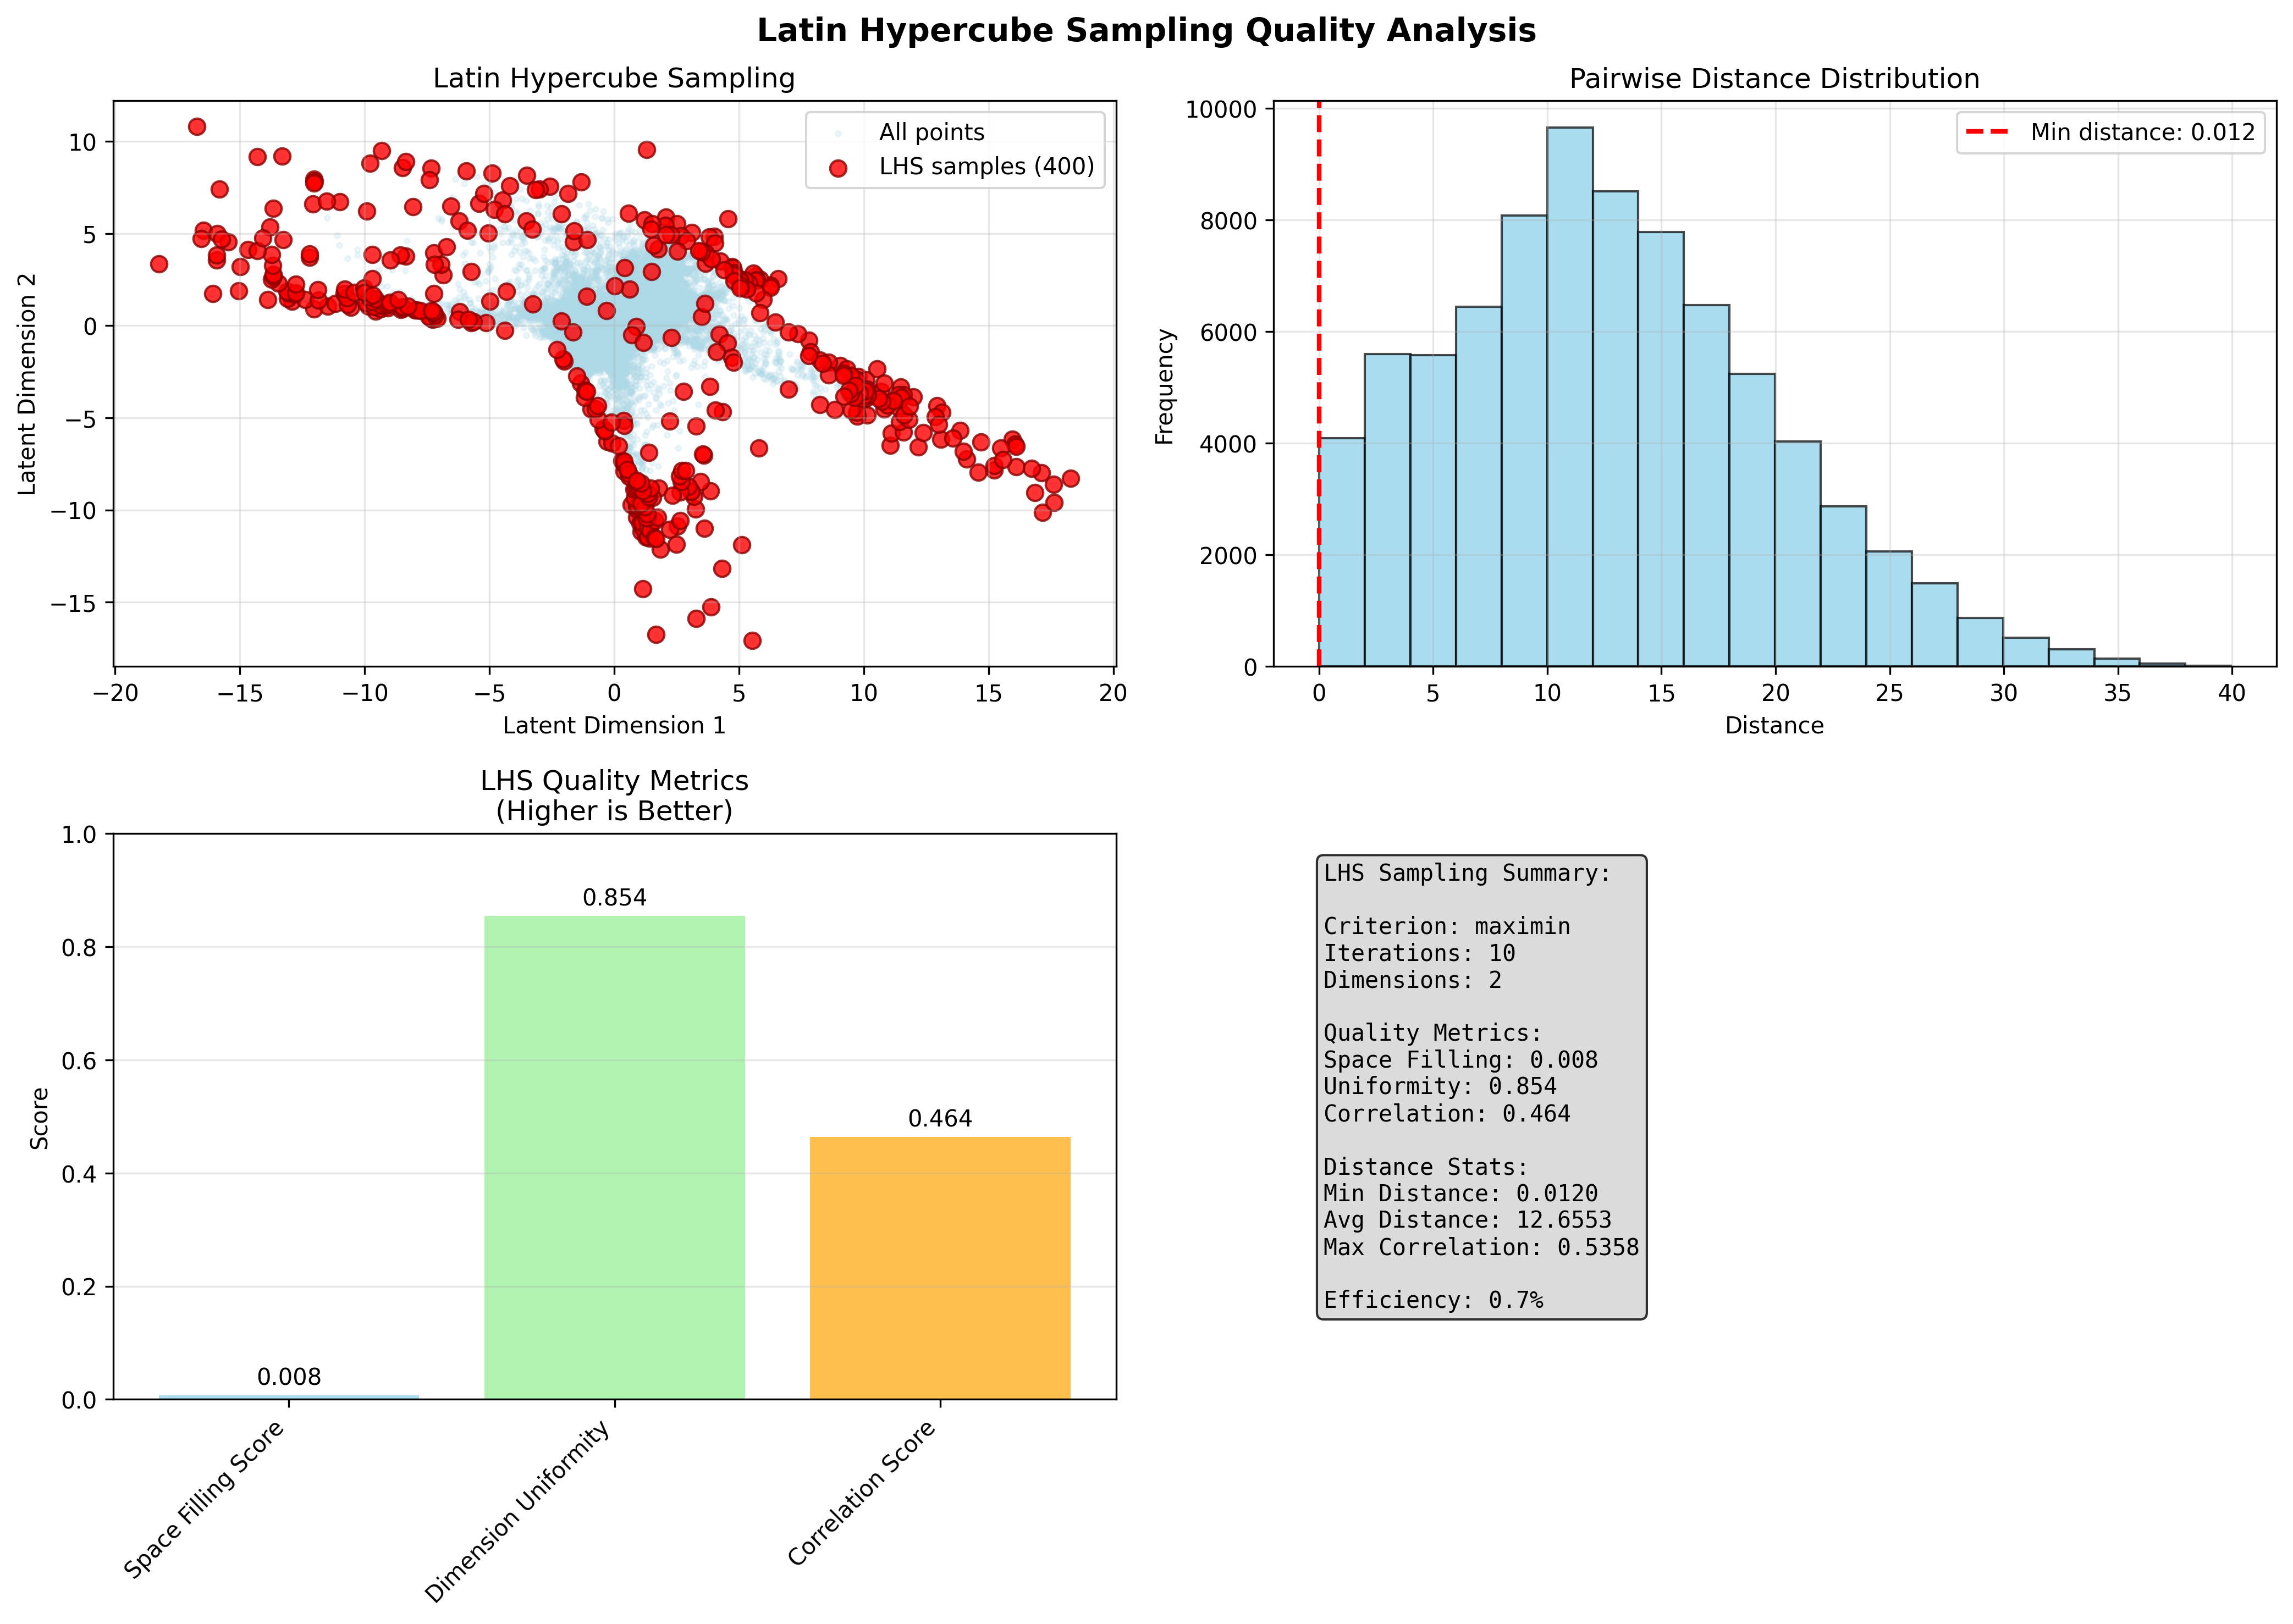 Latin Hypercube Sampling Quality Analysis
Latin Hypercube Sampling
All points
LHS samples (400)
10
5
0
−5
−10
−15
Latent Dimension 2
−20 −15 −10 −5 0 5 10 15 20
Latent Dimension 1
Pairwise Distance Distribution
Min distance: 0.012
10000
8000
6000
4000
2000
0
Frequency
0 5 10 15 20 25 30 35 40
Distance
LHS Quality Metrics
(Higher is Better)
1.0
0.8
0.6
0.4
0.2
0.0
Score
0.008
0.854
0.464
Space Filling Score
Dimension Uniformity
Correlation Score
LHS Sampling Summary:
Criterion: maximin
Iterations: 10
Dimensions: 2
Quality Metrics:
Space Filling: 0.008
Uniformity: 0.854
Correlation: 0.464
Distance Stats:
Min Distance: 0.0120
Avg Distance: 12.6553
Max Correlation: 0.5358
Efficiency: 0.7%